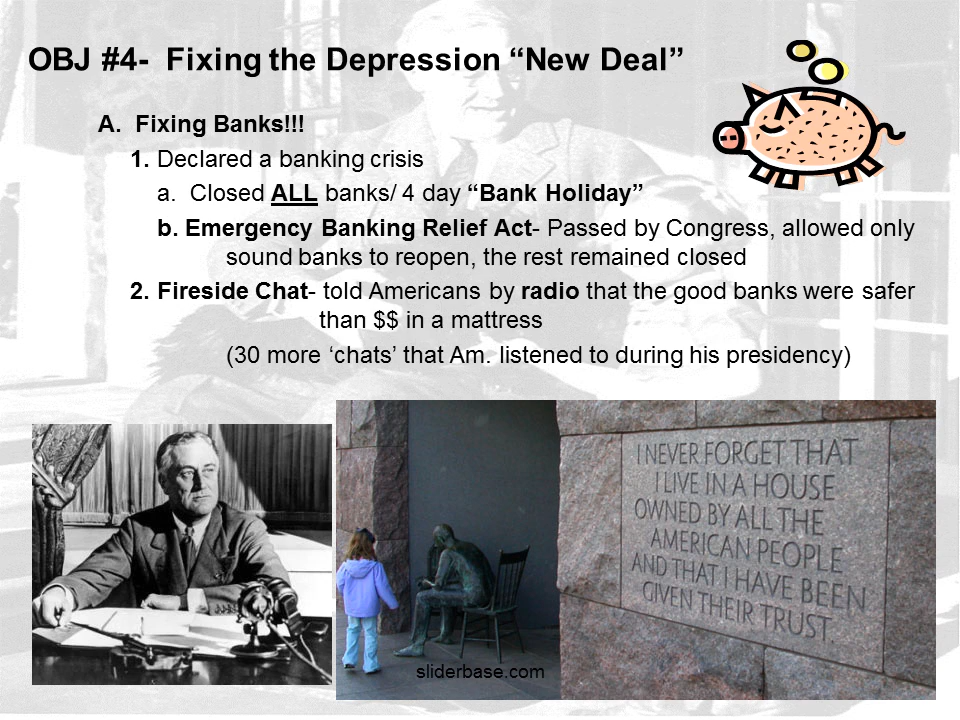 OBJ #4-  Fixing the Depression “New Deal”
A.  Fixing Banks!!!
1. Declared a banking crisis
a.  Closed ALL banks/ 4 day “Bank Holiday”
b. Emergency Banking Relief Act- Passed by Congress, allowed only
sound banks to reopen, the rest remained closed
2. Fireside Chat- told Americans by radio that the good banks were safer
than $$ in a mattress
(30 more ‘chats’ that Am. listened to during his presidency)
I NEVER FORGET THAT
I LIVE IN A HOUSE
OWNED BY ALL THE
AMERICAN PEOPLE
AND THAT I HAVE BEEN
GIVEN THEIR TRUST.
sliderbase.com